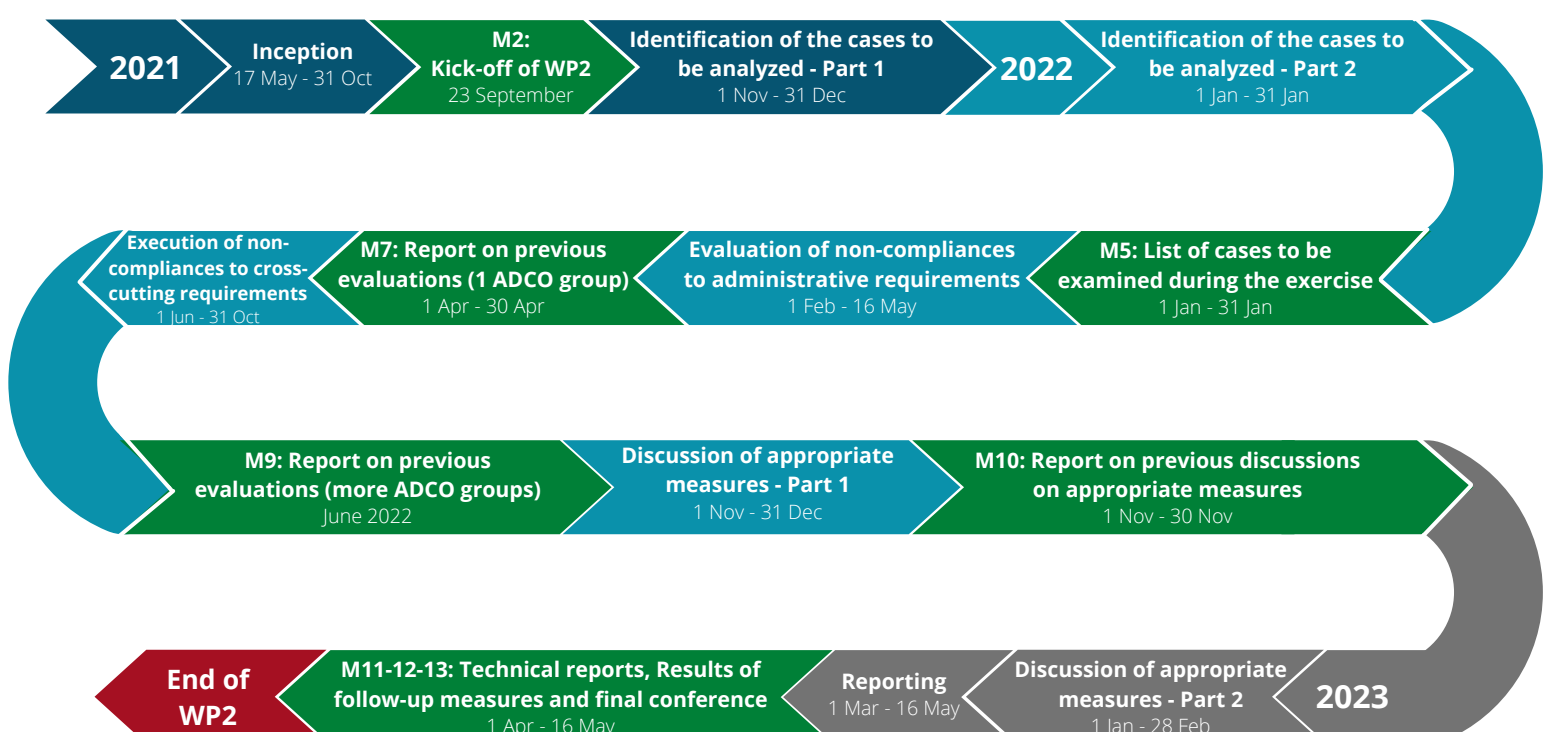 2021
Inception
17 May - 31 Oct
M2:
Kick-off of WP2
23 September
Identification of the cases to
be analyzed - Part 1
1 Nov - 31 Dec
2022
Identification of the cases to
be analyzed - Part 2
1 Jan - 31 Jan
M5: List of cases to be
examined during the exercise
1 Jan - 31 Jan
Evaluation of non-compliances
to administrative requirements
1 Feb - 16 May
M7: Report on previous
evaluations (1 ADCO group)
1 Apr - 30 Apr
Execution of non-
compliances to cross-
cutting requirements
1 Jun - 31 Oct
M9: Report on previous
evaluations (more ADCO groups)
June 2022
Discussion of appropriate
measures - Part 1
1 Nov - 31 Dec
M10: Report on previous discussions
on appropriate measures
1 Nov - 30 Nov
2023
Discussion of appropriate
measures - Part 2
1 Jan - 28 Feb
Reporting
1 Mar - 16 May
M11-12-13: Technical reports, Results of
follow-up measures and final conference
1 Apr - 16 May
End of
WP2